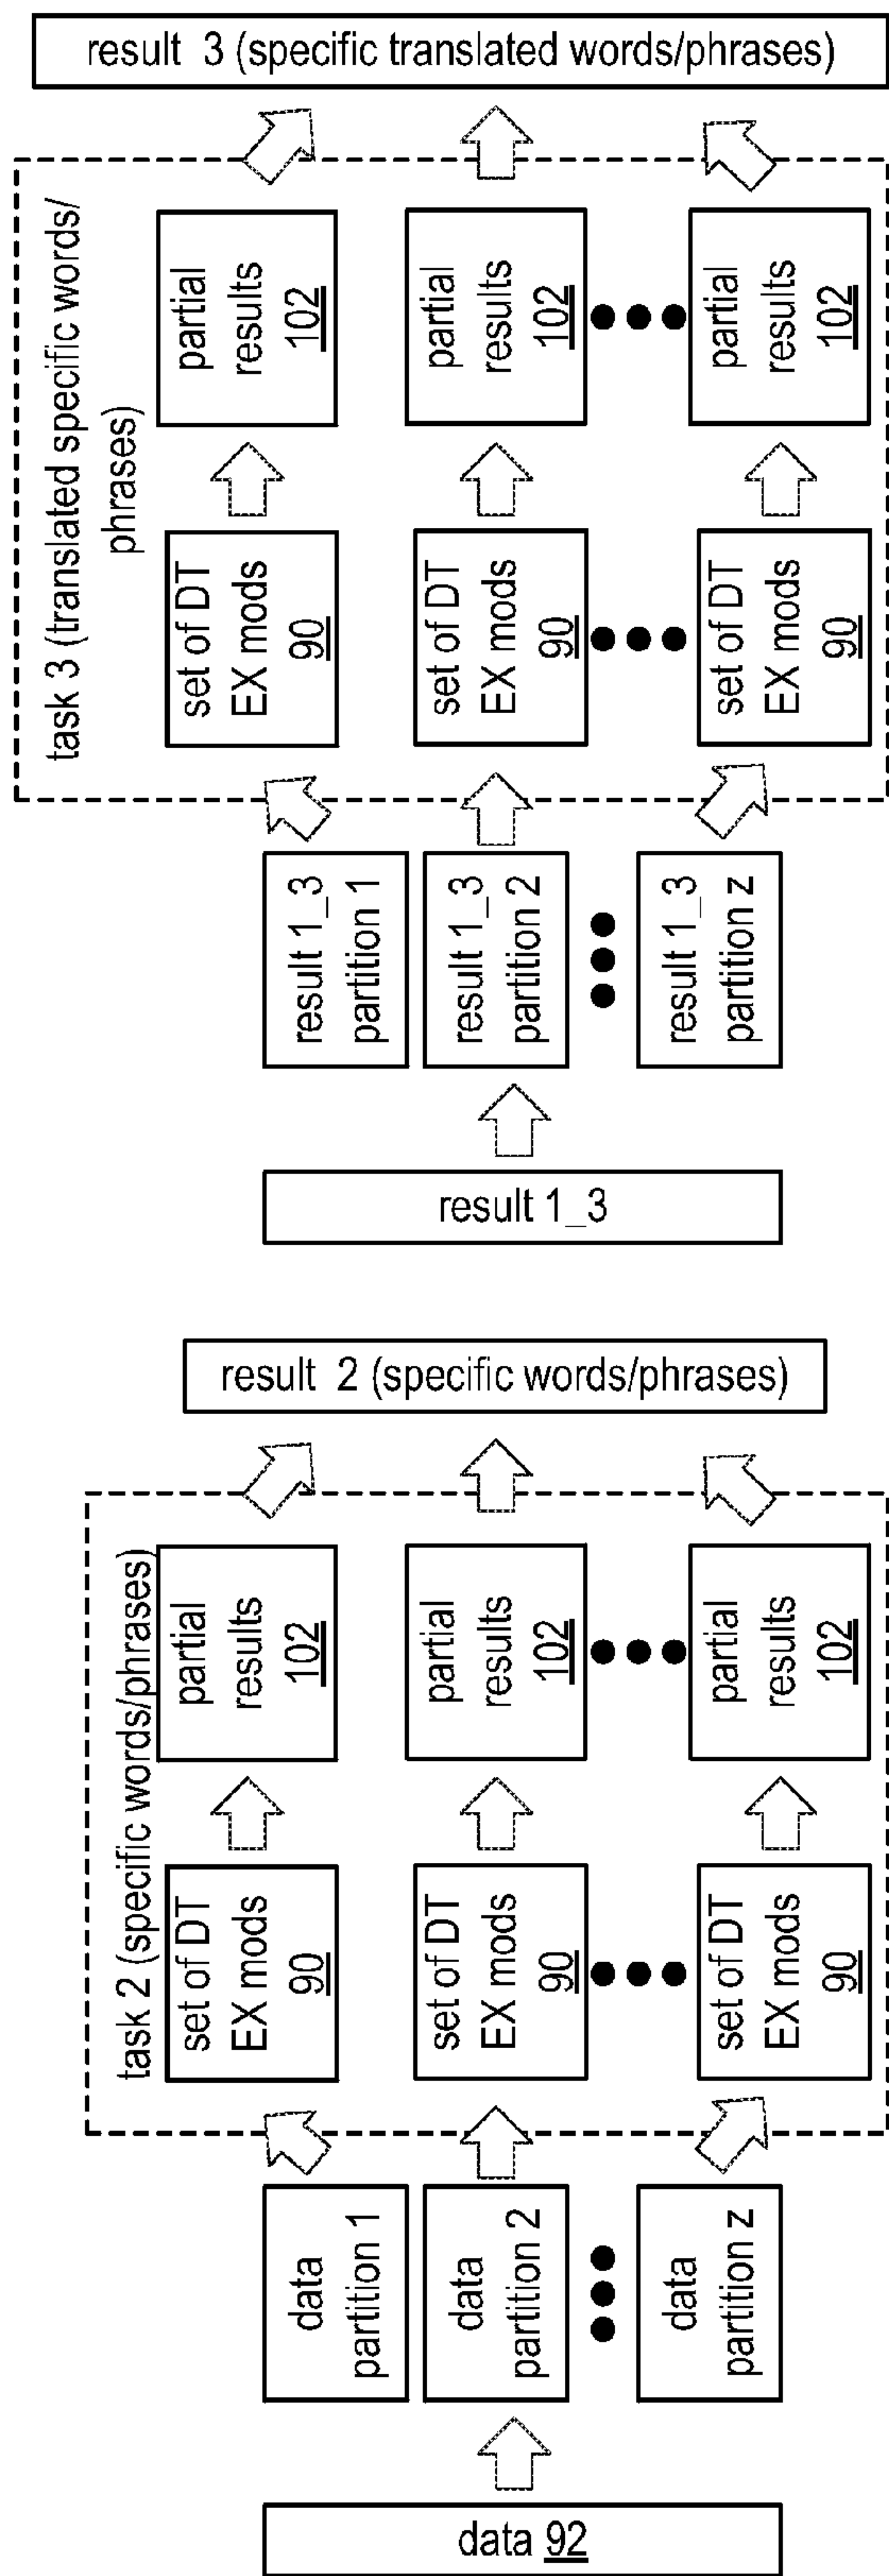 data 92
data
partition 1
data
partition 2
data
partition z
task 2 (specific words/phrases)
set of DT
EX mods
90
set of DT
EX mods
90
set of DT
EX mods
90
partial
results
102
partial
results
102
partial
results
102
result 2 (specific words/phrases)
result 1_3
result 1_3
partition 1
result 1_3
partition 2
result 1_3
partition z
task 3 (translated specific words/
phrases)
set of DT
EX mods
90
set of DT
EX mods
90
set of DT
EX mods
90
partial
results
102
partial
results
102
partial
results
102
result 3 (specific translated words/phrases)